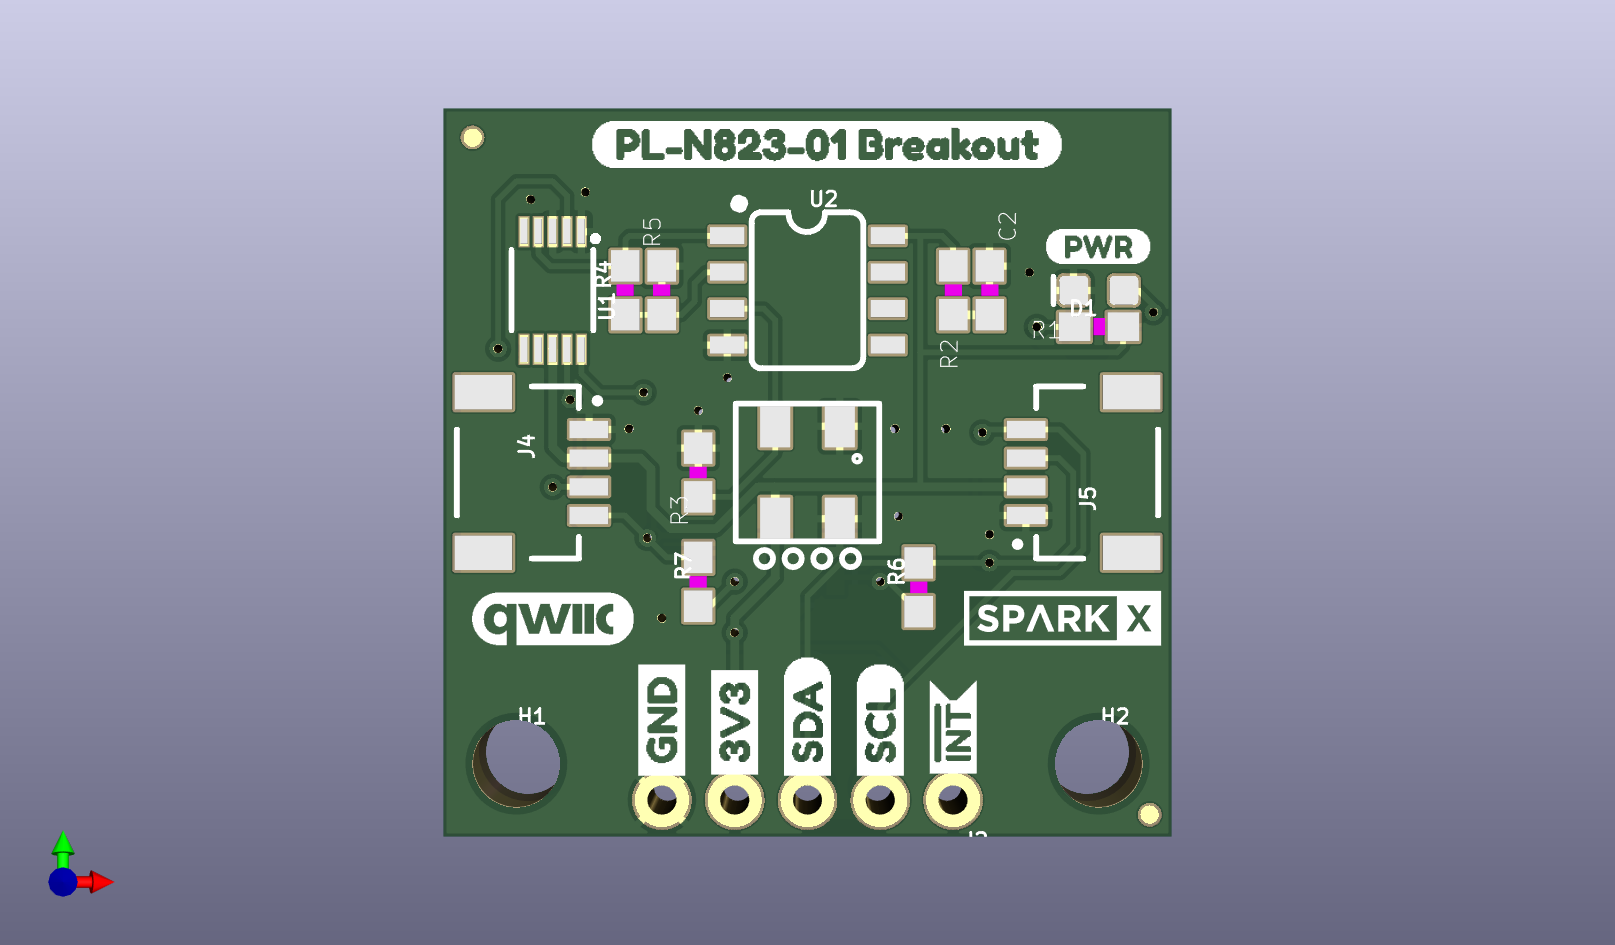 PL-N823-01 Breakout
U2
R5
C2
PWR
R4
U1
D1
R1
R2
J4
J5
R3
R7
R6
qwiic
SPARK X
GND
3V3
SDA
SCL
INT
H1
H2